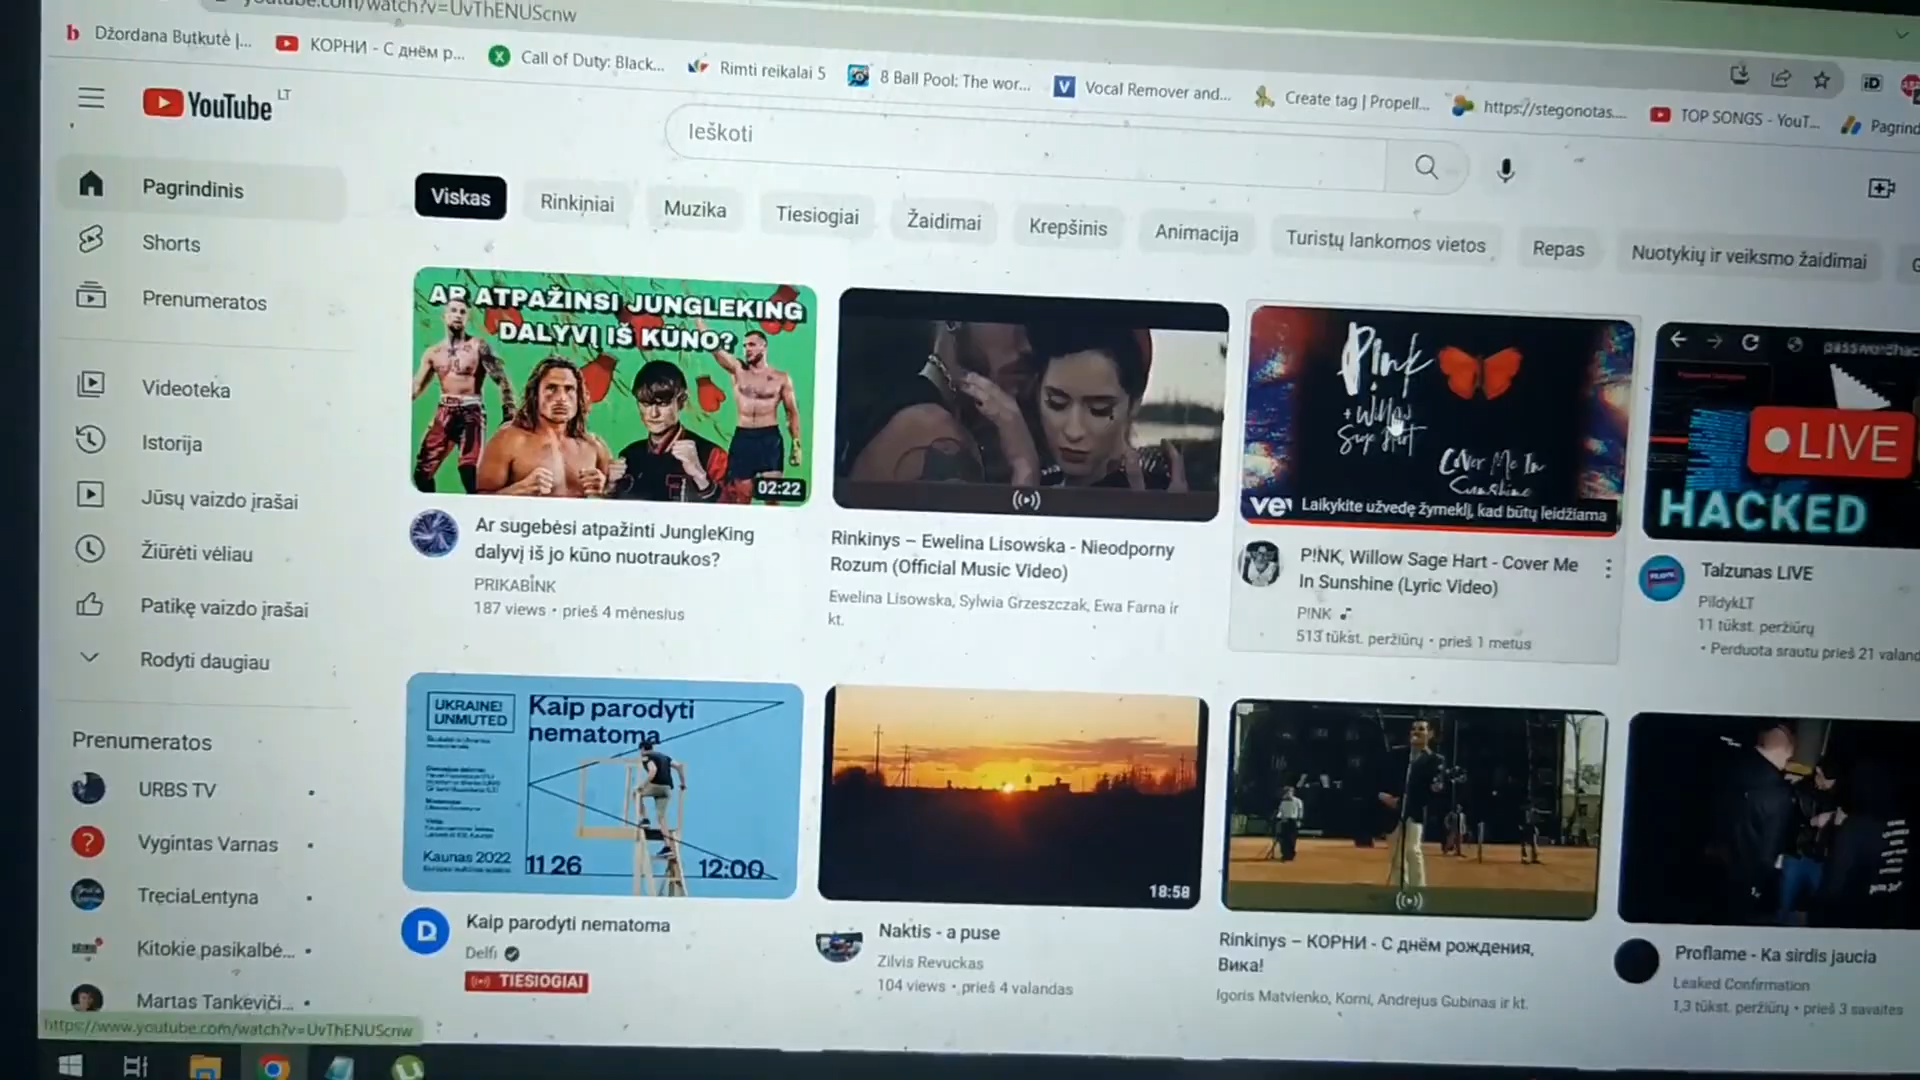 youtube.com/watch?v=UvThENUScnw
Džordana Butkutė |...
КОРНИ - С днём р...
Call of Duty: Black...
Rimti reikalai 5
8 Ball Pool: The wor...
Vocal Remover and...
Create tag | Propell...
https://stegonotas....
TOP SONGS - YouT...
Pagrind
YouTube LT
Ieškoti
Pagrindinis
Shorts
Prenumeratos
Videoteka
Istorija
Jūsų vaizdo įrašai
Žiūrėti vėliau
Patikę vaizdo įrašai
Rodyti daugiau
Prenumeratos
URBS TV
Vygintas Varnas
TreciaLentyna
Kitokie pasikalbė...
Martas Tankeviči...
https://www.youtube.com/watch?v=UvThENUScnw
Viskas
Rinkiniai
Muzika
Tiesiogiai
Žaidimai
Krepšinis
Animacija
Turistų lankomos vietos
Repas
Nuotykių ir veiksmo žaidimai
AR ATPAŽINSI JUNGLEKING
DALYVĮ IŠ KŪNO?
02:22
Ar sugebėsi atpažinti JungleKing
dalyvį iš jo kūno nuotraukos?
PRIKABINK
187 views • prieš 4 mėnesius
Rinkinys – Ewelina Lisowska - Nieodporny
Rozum (Official Music Video)
Ewelina Lisowska, Sylwia Grzeszczak, Ewa Farna ir
kt.
P!nk
+ Willow
Sage Hart
Cover Me In
Sunshine
Laikykite užvedę žymeklį, kad būtų leidžiama
P!NK, Willow Sage Hart - Cover Me
In Sunshine (Lyric Video)
P!NK
513 tūkst. peržiūrų • prieš 1 metus
LIVE
HACKED
Talzunas LIVE
PildykLT
11 tūkst. peržiūrų
• Perduota srautu prieš 21 valand
UKRAINE!
UNMUTED
Kaip parodyti
nematoma
Kaunas 2022
11 26
12:00
Kaip parodyti nematoma
Delfi
TIESIOGIAI
18:58
Naktis - a puse
Zilvis Revuckas
104 views • prieš 4 valandas
Rinkinys – КОРНИ - С днём рождения,
Вика!
Igoris Matvienko, Korni, Andrejus Gubinas ir kt.
Proflame - Ka sirdis jaucia
Leaked Confirmation
1,3 tūkst. peržiūrų • prieš 3 savaites